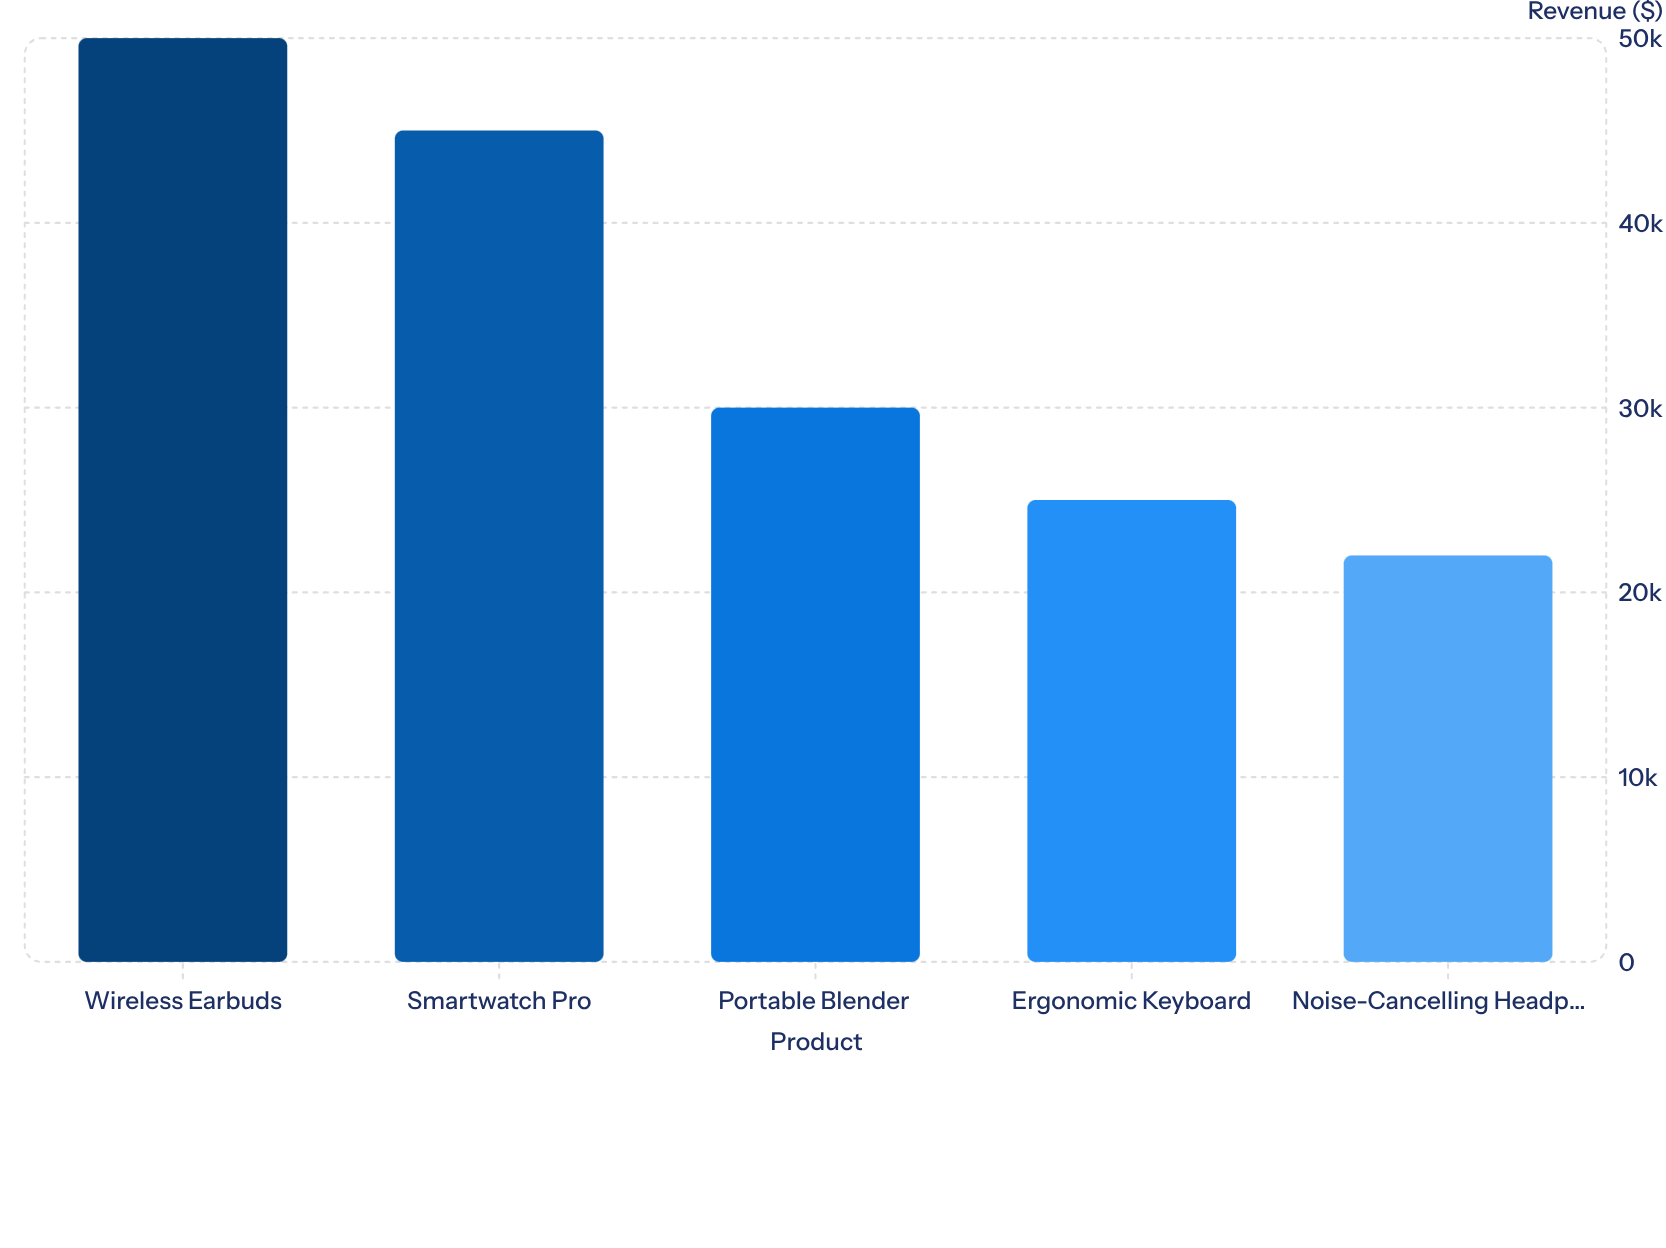 Revenue ($)
50k
40k
30k
20k
10k
0
Wireless Earbuds
Smartwatch Pro
Portable Blender
Ergonomic Keyboard
Noise-Cancelling Headp...
Product